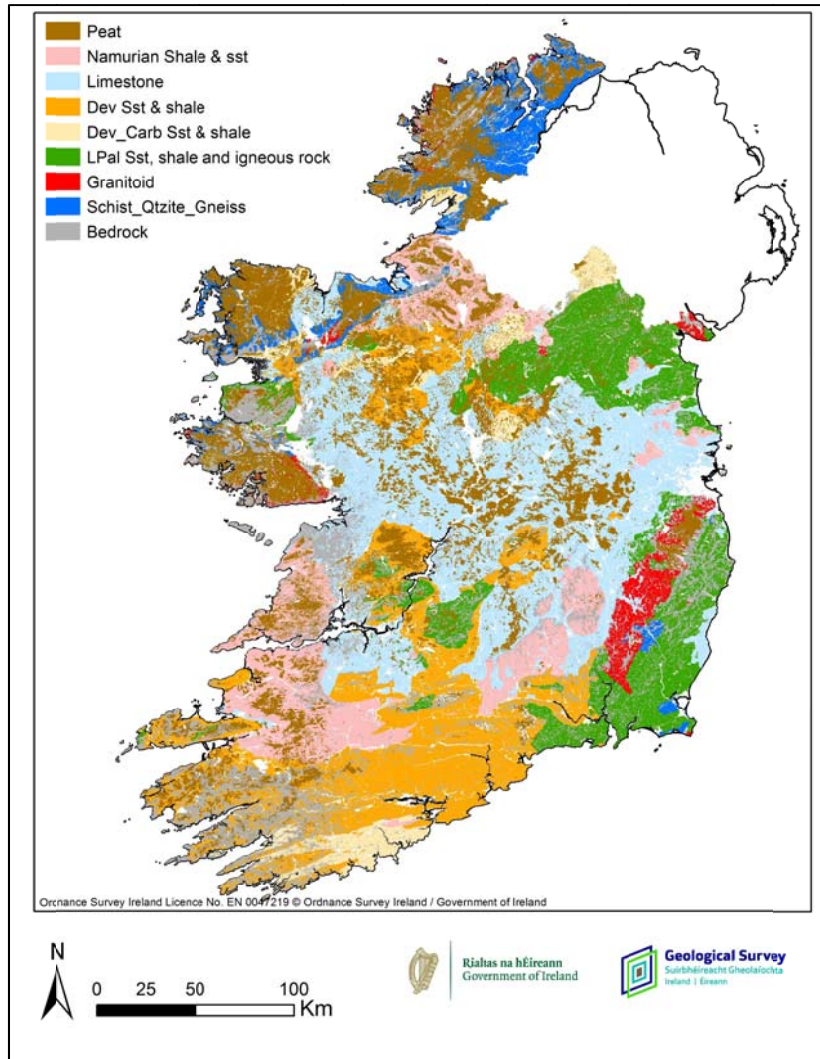 Peat
Namurian Shale & sst
Limestone
Dev Sst & shale
Dev_Carb Sst & shale
LPal Sst, shale and igneous rock
Granitoid
Schist_Qtzite_Gneiss
Bedrock
Ordnance Survey Ireland Licence No. EN 0047219 © Ordnance Survey Ireland / Government of Ireland
N
0 25 50 100
Km
Rialtas na hÉireann
Government of Ireland
Geological Survey
Suirbhéireacht Gheolaíochta
Ireland | Éireann